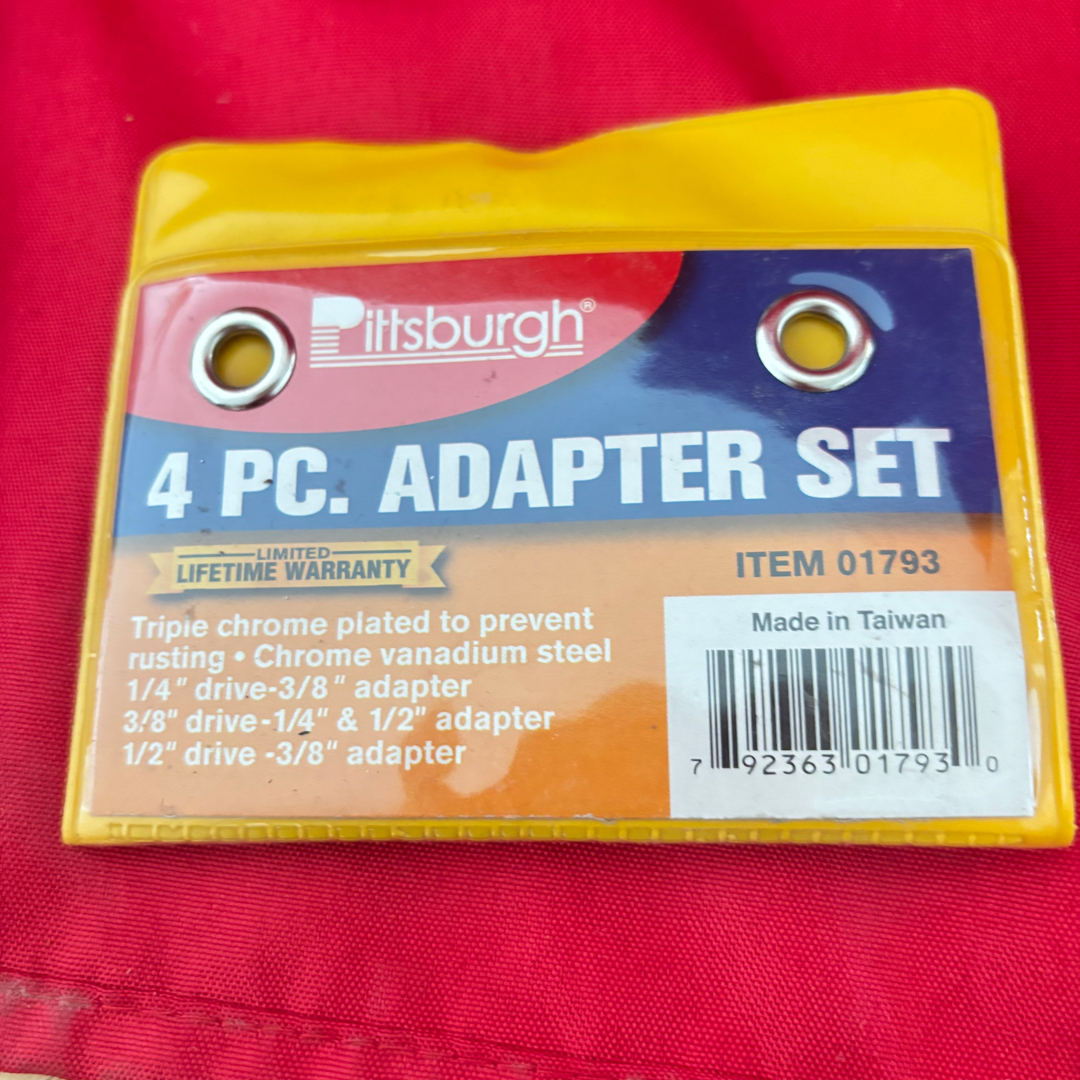 Pittsburgh®
4 PC. ADAPTER SET
LIMITED
LIFETIME WARRANTY
ITEM 01793
Triple chrome plated to prevent
rusting • Chrome vanadium steel
1/4" drive-3/8" adapter
3/8" drive-1/4" & 1/2" adapter
1/2" drive -3/8" adapter
Made in Taiwan
7 92363 01793 0